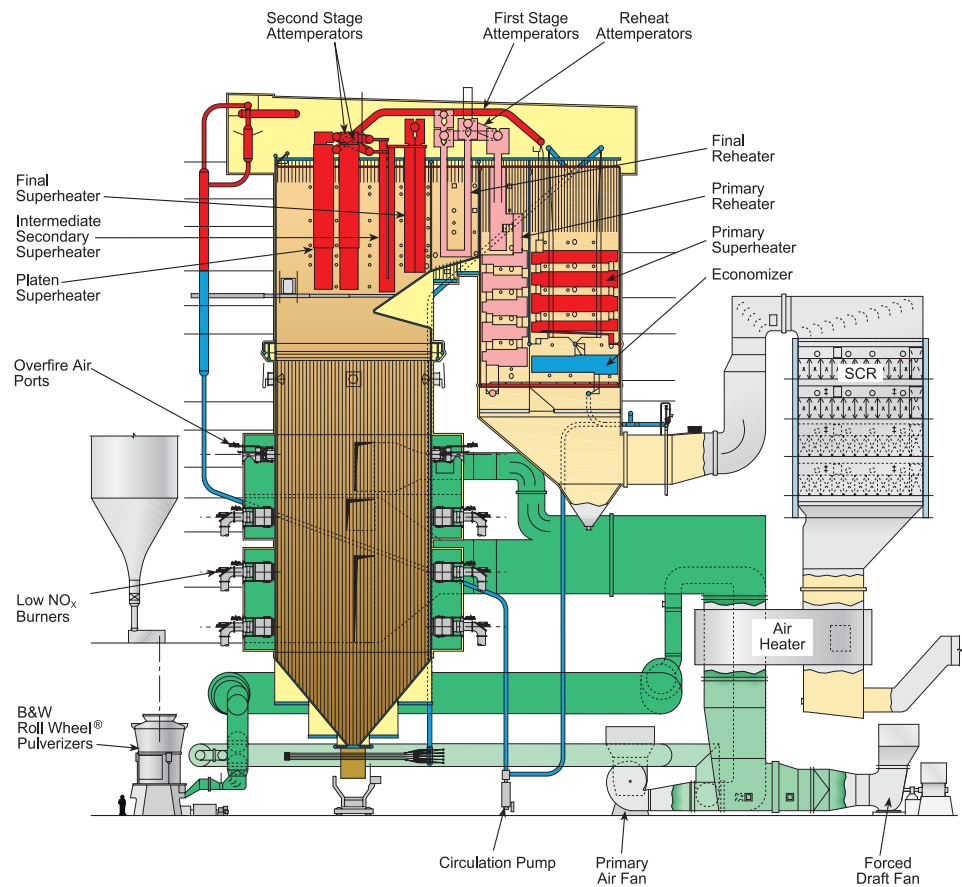 Second Stage
Attemperators
First Stage
Attemperators
Reheat
Attemperators
Final
Reheater
Primary
Reheater
Primary
Superheater
Economizer
Final
Superheater
Intermediate
Secondary
Superheater
Platen
Superheater
SCR
Overfire Air
Ports
Low NOx
Burners
Air
Heater
B&W
Roll Wheel®
Pulverizers
Circulation Pump
Primary
Air Fan
Forced
Draft Fan